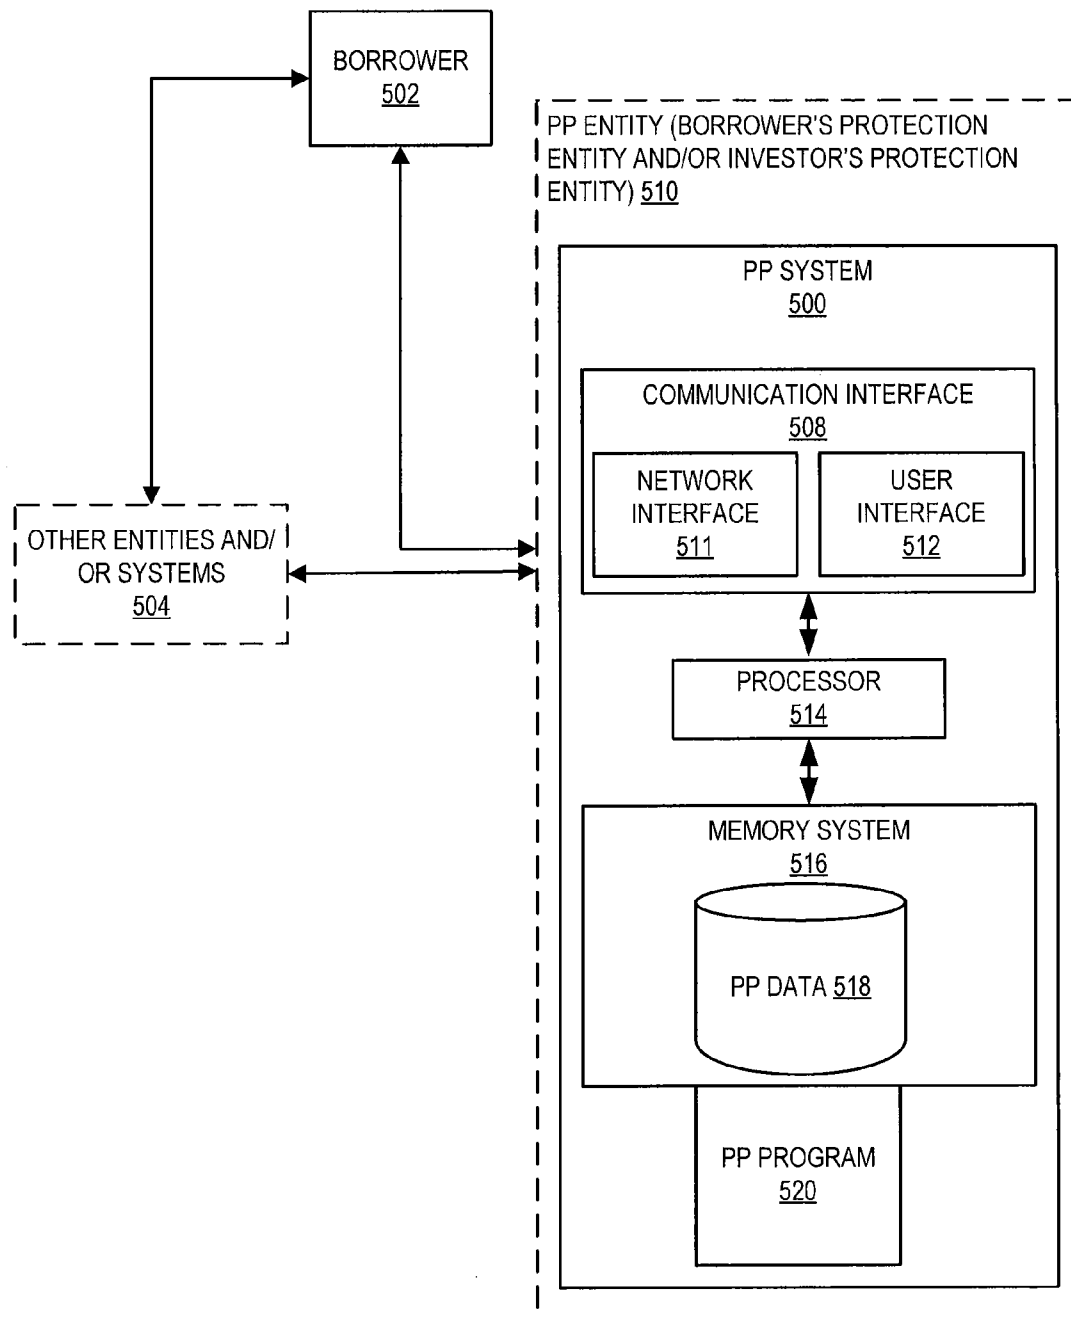 BORROWER
502
PP ENTITY (BORROWER'S PROTECTION
ENTITY AND/OR INVESTOR'S PROTECTION
ENTITY) 510
PP SYSTEM
500
COMMUNICATION INTERFACE
508
NETWORK
INTERFACE
511
USER
INTERFACE
512
OTHER ENTITIES AND/
OR SYSTEMS
504
PROCESSOR
514
MEMORY SYSTEM
516
PP DATA 518
PP PROGRAM
520